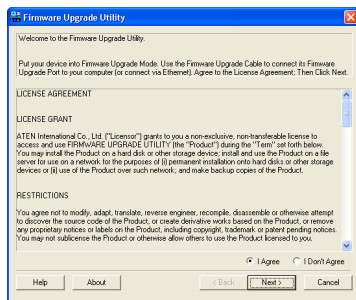 Firmware Upgrade Utility
Welcome to the Firmware Upgrade Utility.
Put your device into Firmware Upgrade Mode. Use the Firmware Upgrade Cable to connect its Firmware
Upgrade Port to your computer (or connect via Ethernet). Agree to the License Agreement; Then Click Next.
LICENSE AGREEMENT
LICENSE GRANT
ATEN International Co., Ltd. ("Licensor") grants to you a non-exclusive, non-transferable license to
access and use FIRMWARE UPGRADE UTILITY (the "Product") during the "Term" set forth below.
You may install the Product on a hard disk or other storage device; install and use the Product on a file
server for use on a network for the purposes of (i) permanent installation onto hard disks or other storage
devices or (ii) use of the Product over such network; and make backup copies of the Product.
RESTRICTIONS
You agree not to modify, adapt, translate, reverse engineer, recompile, disassemble or otherwise attempt
to discover the source code of the Product, or create derivative works based on the Product, or remove
any proprietary notices or labels on the Product, including copyright, trademark or patent pending notices.
You may not sublicense the Product or otherwise allow others to use the Product licensed to you.
I Agree
I Don't Agree
Help
About
< Back
Next >
Cancel